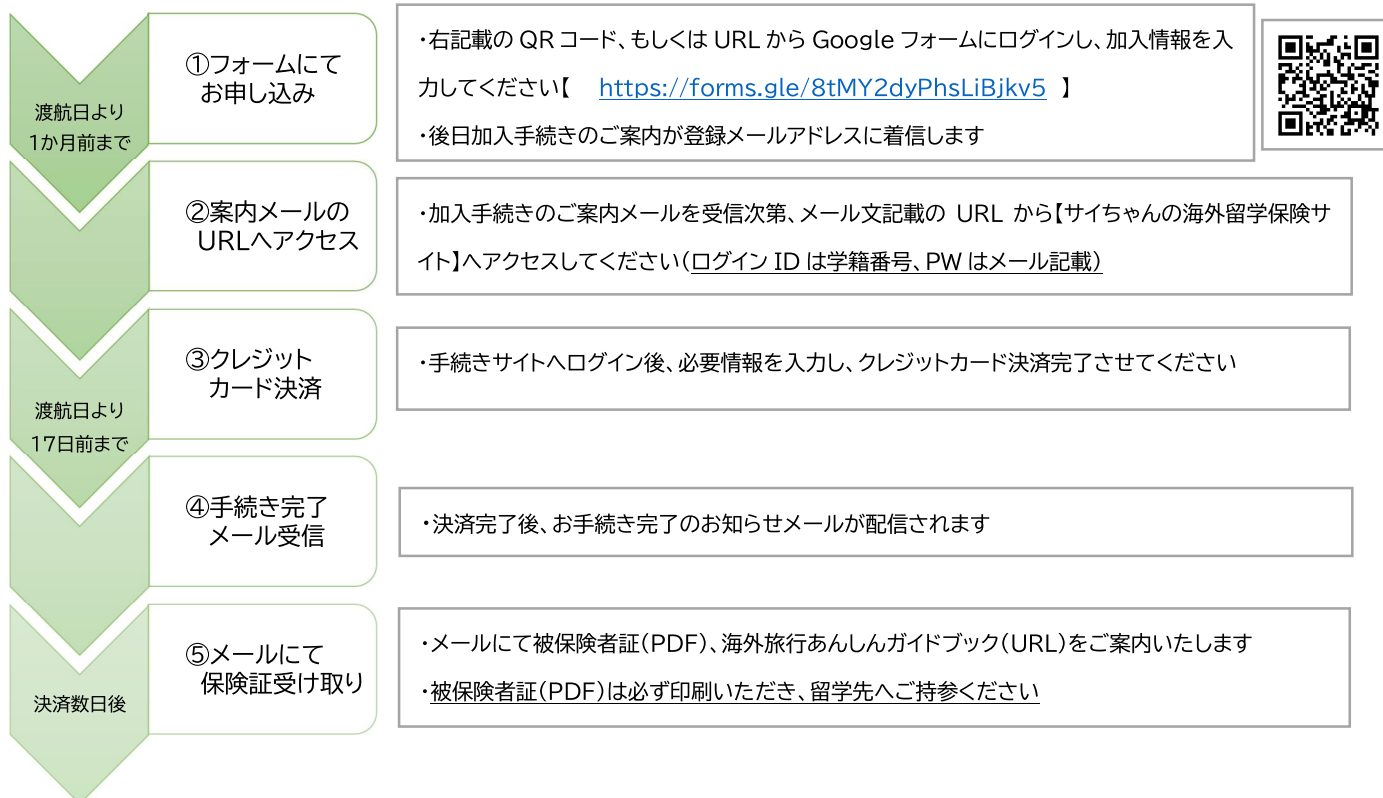 渡航日より
1か月前まで
①フォームにて
お申し込み
・右記載の QR コード、もしくは URL から Google フォームにログインし、加入情報を入
力してください【 https://forms.gle/8tMY2dyPhsLiBjkv5 】
・後日加入手続きのご案内が登録メールアドレスに着信します
②案内メールの
URLへアクセス
・加入手続きのご案内メールを受信次第、メール文記載の URL から【サイちゃんの海外留学保険サ
イト】へアクセスしてください(ログイン ID は学籍番号、PW はメール記載)
渡航日より
17日前まで
③クレジット
カード決済
・手続きサイトへログイン後、必要情報を入力し、クレジットカード決済完了させてください
④手続き完了
メール受信
・決済完了後、お手続き完了のお知らせメールが配信されます
決済数日後
⑤メールにて
保険証受け取り
・メールにて被保険者証(PDF)、海外旅行あんしんガイドブック(URL)をご案内いたします
・被保険者証(PDF)は必ず印刷いただき、留学先へご持参ください